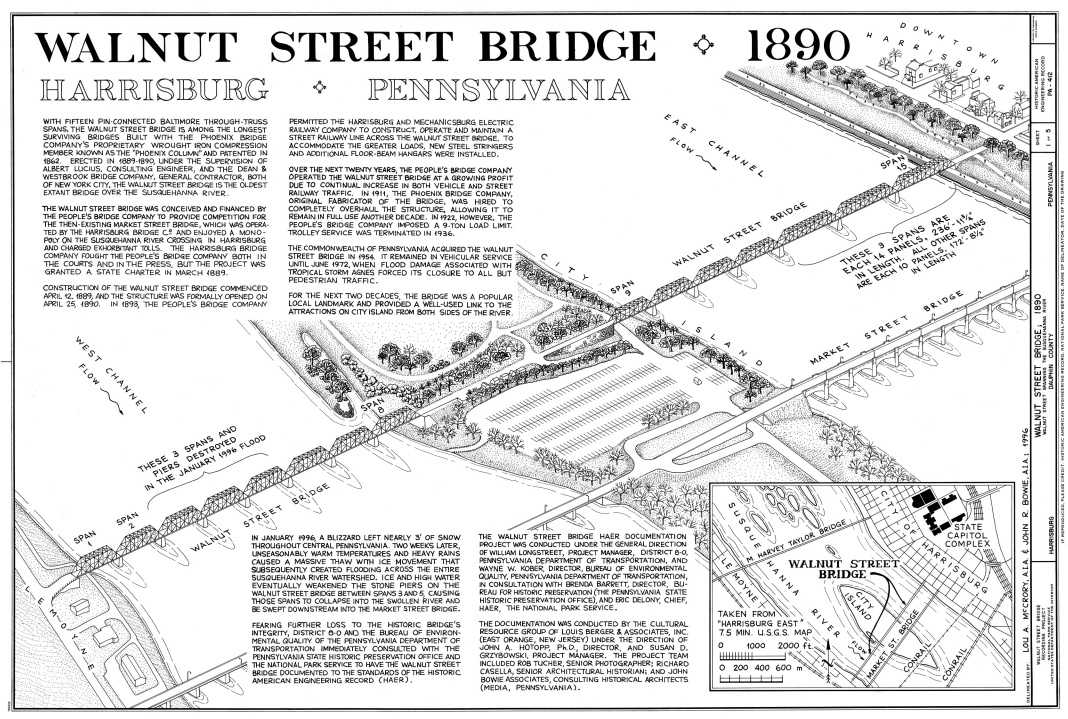 WALNUT STREET BRIDGE 1890
HARRISBURG PENNSYLVANIA
WITH FIFTEEN PIN-CONNECTED BALTIMORE THROUGH-TRUSS
SPANS, THE WALNUT STREET BRIDGE IS AMONG THE LONGEST
SURVIVING BRIDGES BUILT WITH THE PHOENIX BRIDGE
COMPANY'S PROPRIETARY WROUGHT IRON COMPRESSION
MEMBER KNOWN AS THE "PHOENIX COLUMN" AND PATENTED IN
1862. ERECTED IN 1889-1890, UNDER THE SUPERVISION OF
ALBERT LUCIUS, CONSULTING ENGINEER, AND THE DEAN &
WESTBROOK BRIDGE COMPANY, GENERAL CONTRACTOR, BOTH
OF NEW YORK CITY, THE WALNUT STREET BRIDGE IS THE OLDEST
EXTANT BRIDGE OVER THE SUSQUEHANNA RIVER.
THE WALNUT STREET BRIDGE WAS CONCEIVED AND FINANCED BY
THE PEOPLE'S BRIDGE COMPANY TO PROVIDE COMPETITION FOR
THE THEN-EXISTING MARKET STREET BRIDGE, WHICH WAS OPERA-
TED BY THE HARRISBURG BRIDGE Co. AND ENJOYED A MONO-
POLY ON THE SUSQUEHANNA RIVER CROSSING IN HARRISBURG
AND CHARGED EXHORBITANT TOLLS. THE HARRISBURG BRIDGE
COMPANY FOUGHT THE PEOPLE'S BRIDGE COMPANY BOTH IN
THE COURTS AND IN THE PRESS, BUT THE PROJECT WAS
GRANTED A STATE CHARTER IN MARCH 1889.
CONSTRUCTION OF THE WALNUT STREET BRIDGE COMMENCED
APRIL 12, 1889, AND THE STRUCTURE WAS FORMALLY OPENED ON
APRIL 25, 1890. IN 1893, THE PEOPLE'S BRIDGE COMPANY
PERMITTED THE HARRISBURG AND MECHANICSBURG ELECTRIC
RAILWAY COMPANY TO CONSTRUCT, OPERATE AND MAINTAIN A
STREET RAILWAY LINE ACROSS THE WALNUT STREET BRIDGE. TO
ACCOMMODATE THE GREATER LOADS, NEW STEEL STRINGERS
AND ADDITIONAL FLOOR-BEAM HANGARS WERE INSTALLED.
OVER THE NEXT TWENTY YEARS, THE PEOPLE'S BRIDGE COMPANY
OPERATED THE WALNUT STREET BRIDGE AT A GROWING PROFIT
DUE TO CONTINUAL INCREASE IN BOTH VEHICLE AND STREET
RAILWAY TRAFFIC. IN 1911, THE PHOENIX BRIDGE COMPANY,
ORIGINAL FABRICATOR OF THE BRIDGE, WAS HIRED TO
COMPLETELY OVERHAUL THE STRUCTURE, ALLOWING IT TO
REMAIN IN FULL USE ANOTHER DECADE. IN 1922, HOWEVER, THE
PEOPLE'S BRIDGE COMPANY IMPOSED A 9-TON LOAD LIMIT.
TROLLEY SERVICE WAS TERMINATED IN 1936.
THE COMMONWEALTH OF PENNSYLVANIA ACQUIRED THE WALNUT
STREET BRIDGE IN 1954. IT REMAINED IN VEHICULAR SERVICE
UNTIL JUNE 1972, WHEN FLOOD DAMAGE ASSOCIATED WITH
TROPICAL STORM AGNES FORCED ITS CLOSURE TO ALL BUT
PEDESTRIAN TRAFFIC.
FOR THE NEXT TWO DECADES, THE BRIDGE WAS A POPULAR
LOCAL LANDMARK AND PROVIDED A WELL-USED LINK TO THE
ATTRACTIONS ON CITY ISLAND FROM BOTH SIDES OF THE RIVER.
DOWNTOWN
HARRISBURG
EAST CHANNEL
FLOW
SPAN
15
WALNUT STREET BRIDGE
THESE 3 SPANS ARE
EACH 14 PANELS, 236'-11 3/4"
IN LENGTH. ALL OTHER SPANS
ARE EACH 10 PANELS, 172'-8 1/2"
IN LENGTH
SPAN
9
CITY
ISLAND
MARKET STREET BRIDGE
WEST CHANNEL
FLOW
SPAN
8
THESE 3 SPANS AND
PIERS DESTROYED
IN THE JANUARY 1996 FLOOD
SPAN
1
SPAN
2
WALNUT STREET BRIDGE
LEMOYNE
IN JANUARY 1996, A BLIZZARD LEFT NEARLY 3' OF SNOW
THROUGHOUT CENTRAL PENNSYLVANIA. TWO WEEKS LATER,
UNSEASONABLY WARM TEMPERATURES AND HEAVY RAINS
CAUSED A MASSIVE THAW WITH ICE MOVEMENT THAT
SUBSEQUENTLY CREATED FLOODING ACROSS THE ENTIRE
SUSQUEHANNA RIVER WATERSHED. ICE AND HIGH WATER
EVENTUALLY WEAKENED THE STONE PIERS ON THE
WALNUT STREET BRIDGE BETWEEN SPANS 3 AND 5, CAUSING
THOSE SPANS TO COLLAPSE INTO THE SWOLLEN RIVER AND
BE SWEPT DOWNSTREAM INTO THE MARKET STREET BRIDGE.
FEARING FURTHER LOSS TO THE HISTORIC BRIDGE'S
INTEGRITY, DISTRICT 8-0 AND THE BUREAU OF ENVIRON-
MENTAL QUALITY OF THE PENNSYLVANIA DEPARTMENT OF
TRANSPORTATION IMMEDIATELY CONSULTED WITH THE
PENNSYLVANIA STATE HISTORIC PRESERVATION OFFICE AND
THE NATIONAL PARK SERVICE TO HAVE THE WALNUT STREET
BRIDGE DOCUMENTED TO THE STANDARDS OF THE HISTORIC
AMERICAN ENGINEERING RECORD (HAER).
THE WALNUT STREET BRIDGE HAER DOCUMENTATION
PROJECT WAS CONDUCTED UNDER THE GENERAL DIRECTION
OF WILLIAM LONGSTREET, PROJECT MANAGER, DISTRICT 8-0,
PENNSYLVANIA DEPARTMENT OF TRANSPORTATION, AND
WAYNE W. KOBER, DIRECTOR, BUREAU OF ENVIRONMENTAL
QUALITY, PENNSYLVANIA DEPARTMENT OF TRANSPORTATION,
IN CONSULTATION WITH BRENDA BARRETT, DIRECTOR, BU-
REAU FOR HISTORIC PRESERVATION (THE PENNSYLVANIA STATE
HISTORIC PRESERVATION OFFICE), AND ERIC DELONY, CHIEF,
HAER, THE NATIONAL PARK SERVICE.
THE DOCUMENTATION WAS CONDUCTED BY THE CULTURAL
RESOURCE GROUP OF LOUIS BERGER & ASSOCIATES, INC.
(EAST ORANGE, NEW JERSEY) UNDER THE DIRECTION OF
JOHN A. HOTOPP, Ph.D., DIRECTOR, AND SUSAN D.
GRZYBOWSKI, PROJECT MANAGER. THE PROJECT TEAM
INCLUDED ROB TUCHER, SENIOR PHOTOGRAPHER; RICHARD
CASELLA, SENIOR ARCHITECTURAL HISTORIAN; AND JOHN
BOWIE ASSOCIATES, CONSULTING HISTORICAL ARCHITECTS
(MEDIA, PENNSYLVANIA).
SUSQUEHANNA RIVER
M. HARVEY TAYLOR BRIDGE
CITY OF HARRISBURG
STATE
CAPITOL
COMPLEX
LE MOYNE
WALNUT STREET
BRIDGE
CITY
ISLAND
FLOW
MARKET ST. BRIDGE
CONRAIL
CONRAIL
TAKEN FROM
"HARRISBURG EAST"
7.5 MIN. U.S.G.S. MAP
0 1000 2000 ft.
0 200 400 600 m
HISTORIC AMERICAN
ENGINEERING RECORD
PA-412
SHEET
1 OF 5
PENNSYLVANIA
WALNUT STREET BRIDGE, 1890
WALNUT STREET SPANNING THE SUSQUEHANNA RIVER
DAUPHIN COUNTY
HARRISBURG
DELINEATED BY: LOU A. McCRORY, A.I.A. & JOHN R. BOWIE, A.I.A.; 1996
WALNUT STREET BRIDGE
RECORDING PROJECT
IF REPRODUCED, PLEASE CREDIT: HISTORIC AMERICAN ENGINEERING RECORD, NATIONAL PARK SERVICE, NAME OF DELINEATOR, DATE OF THE DRAWING